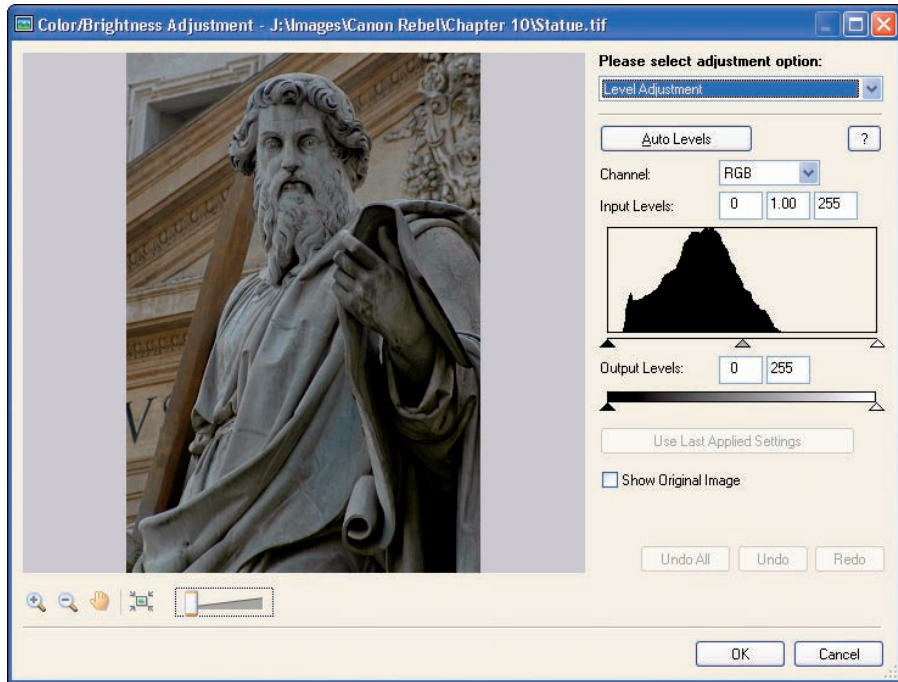 Color/Brightness Adjustment - J:\Images\Canon Rebel\Chapter 10\Statue.tif
Please select adjustment option:
Level Adjustment
Auto Levels
?
Channel:
RGB
Input Levels:
0
1.00
255
Output Levels:
0
255
Use Last Applied Settings
Show Original Image
Undo All
Undo
Redo
OK
Cancel